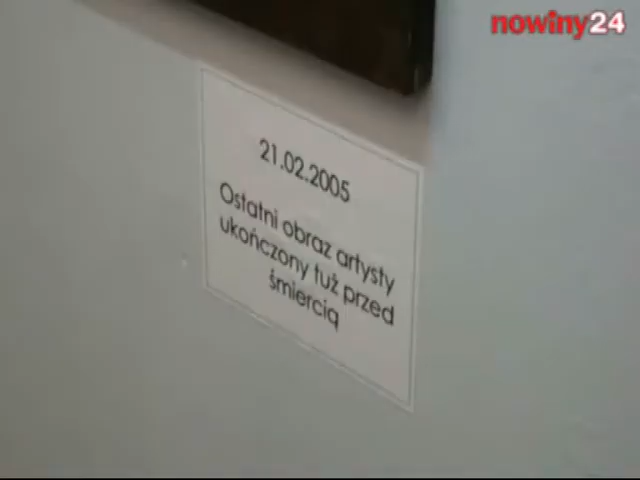 nowiny24
21.02.2005
Ostatni obraz artysty
ukończony tuż przed
śmiercią